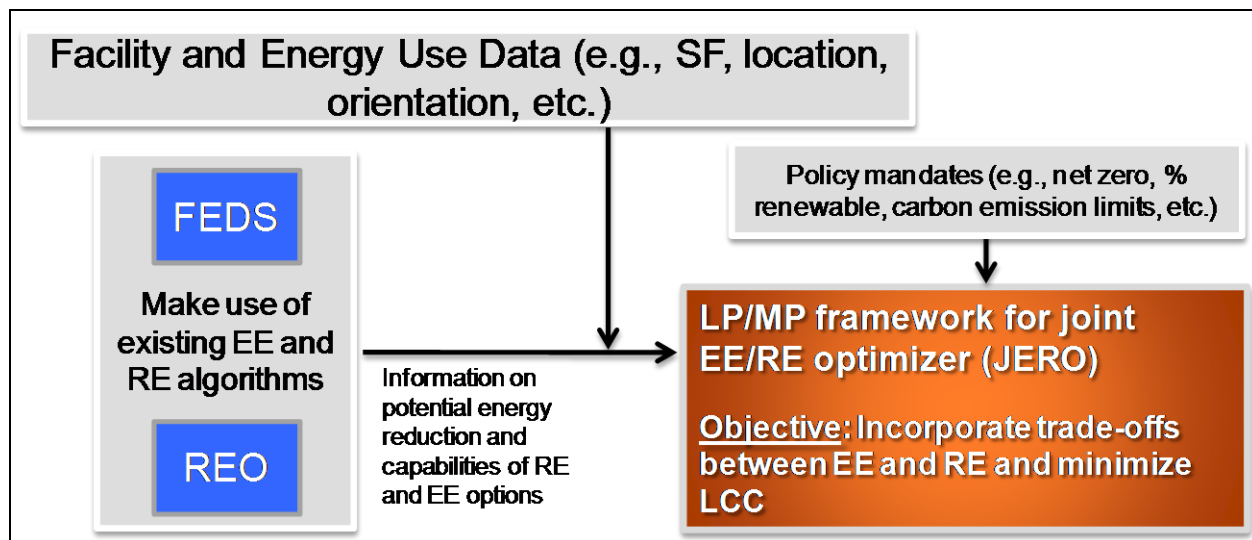 Facility and Energy Use Data (e.g., SF, location,
orientation, etc.)
FEDS
Make use of
existing EE and
RE algorithms
REO
Information on
potential energy
reduction and
capabilities of RE
and EE options
Policy mandates (e.g., net zero, %
renewable, carbon emission limits, etc.)
LP/MP framework for joint
EE/RE optimizer (JERO)
Objective: Incorporate trade-offs
between EE and RE and minimize
LCC